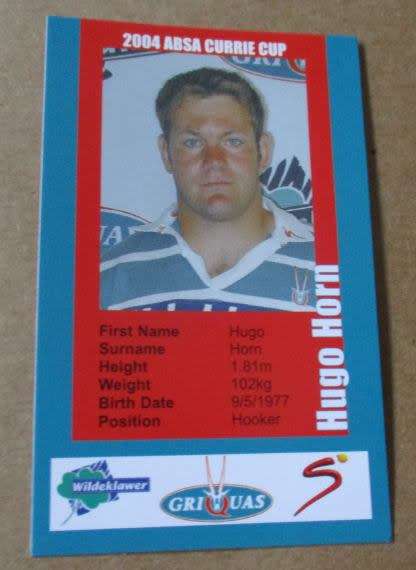 2004 ABSA CURRIE CUP
GRIQ
First Name Hugo
Surname Horn
Height 1.81m
Weight 102kg
Birth Date 9/5/1977
Position Hooker
Hugo Horn
Wildeklawer
GRIQUAS